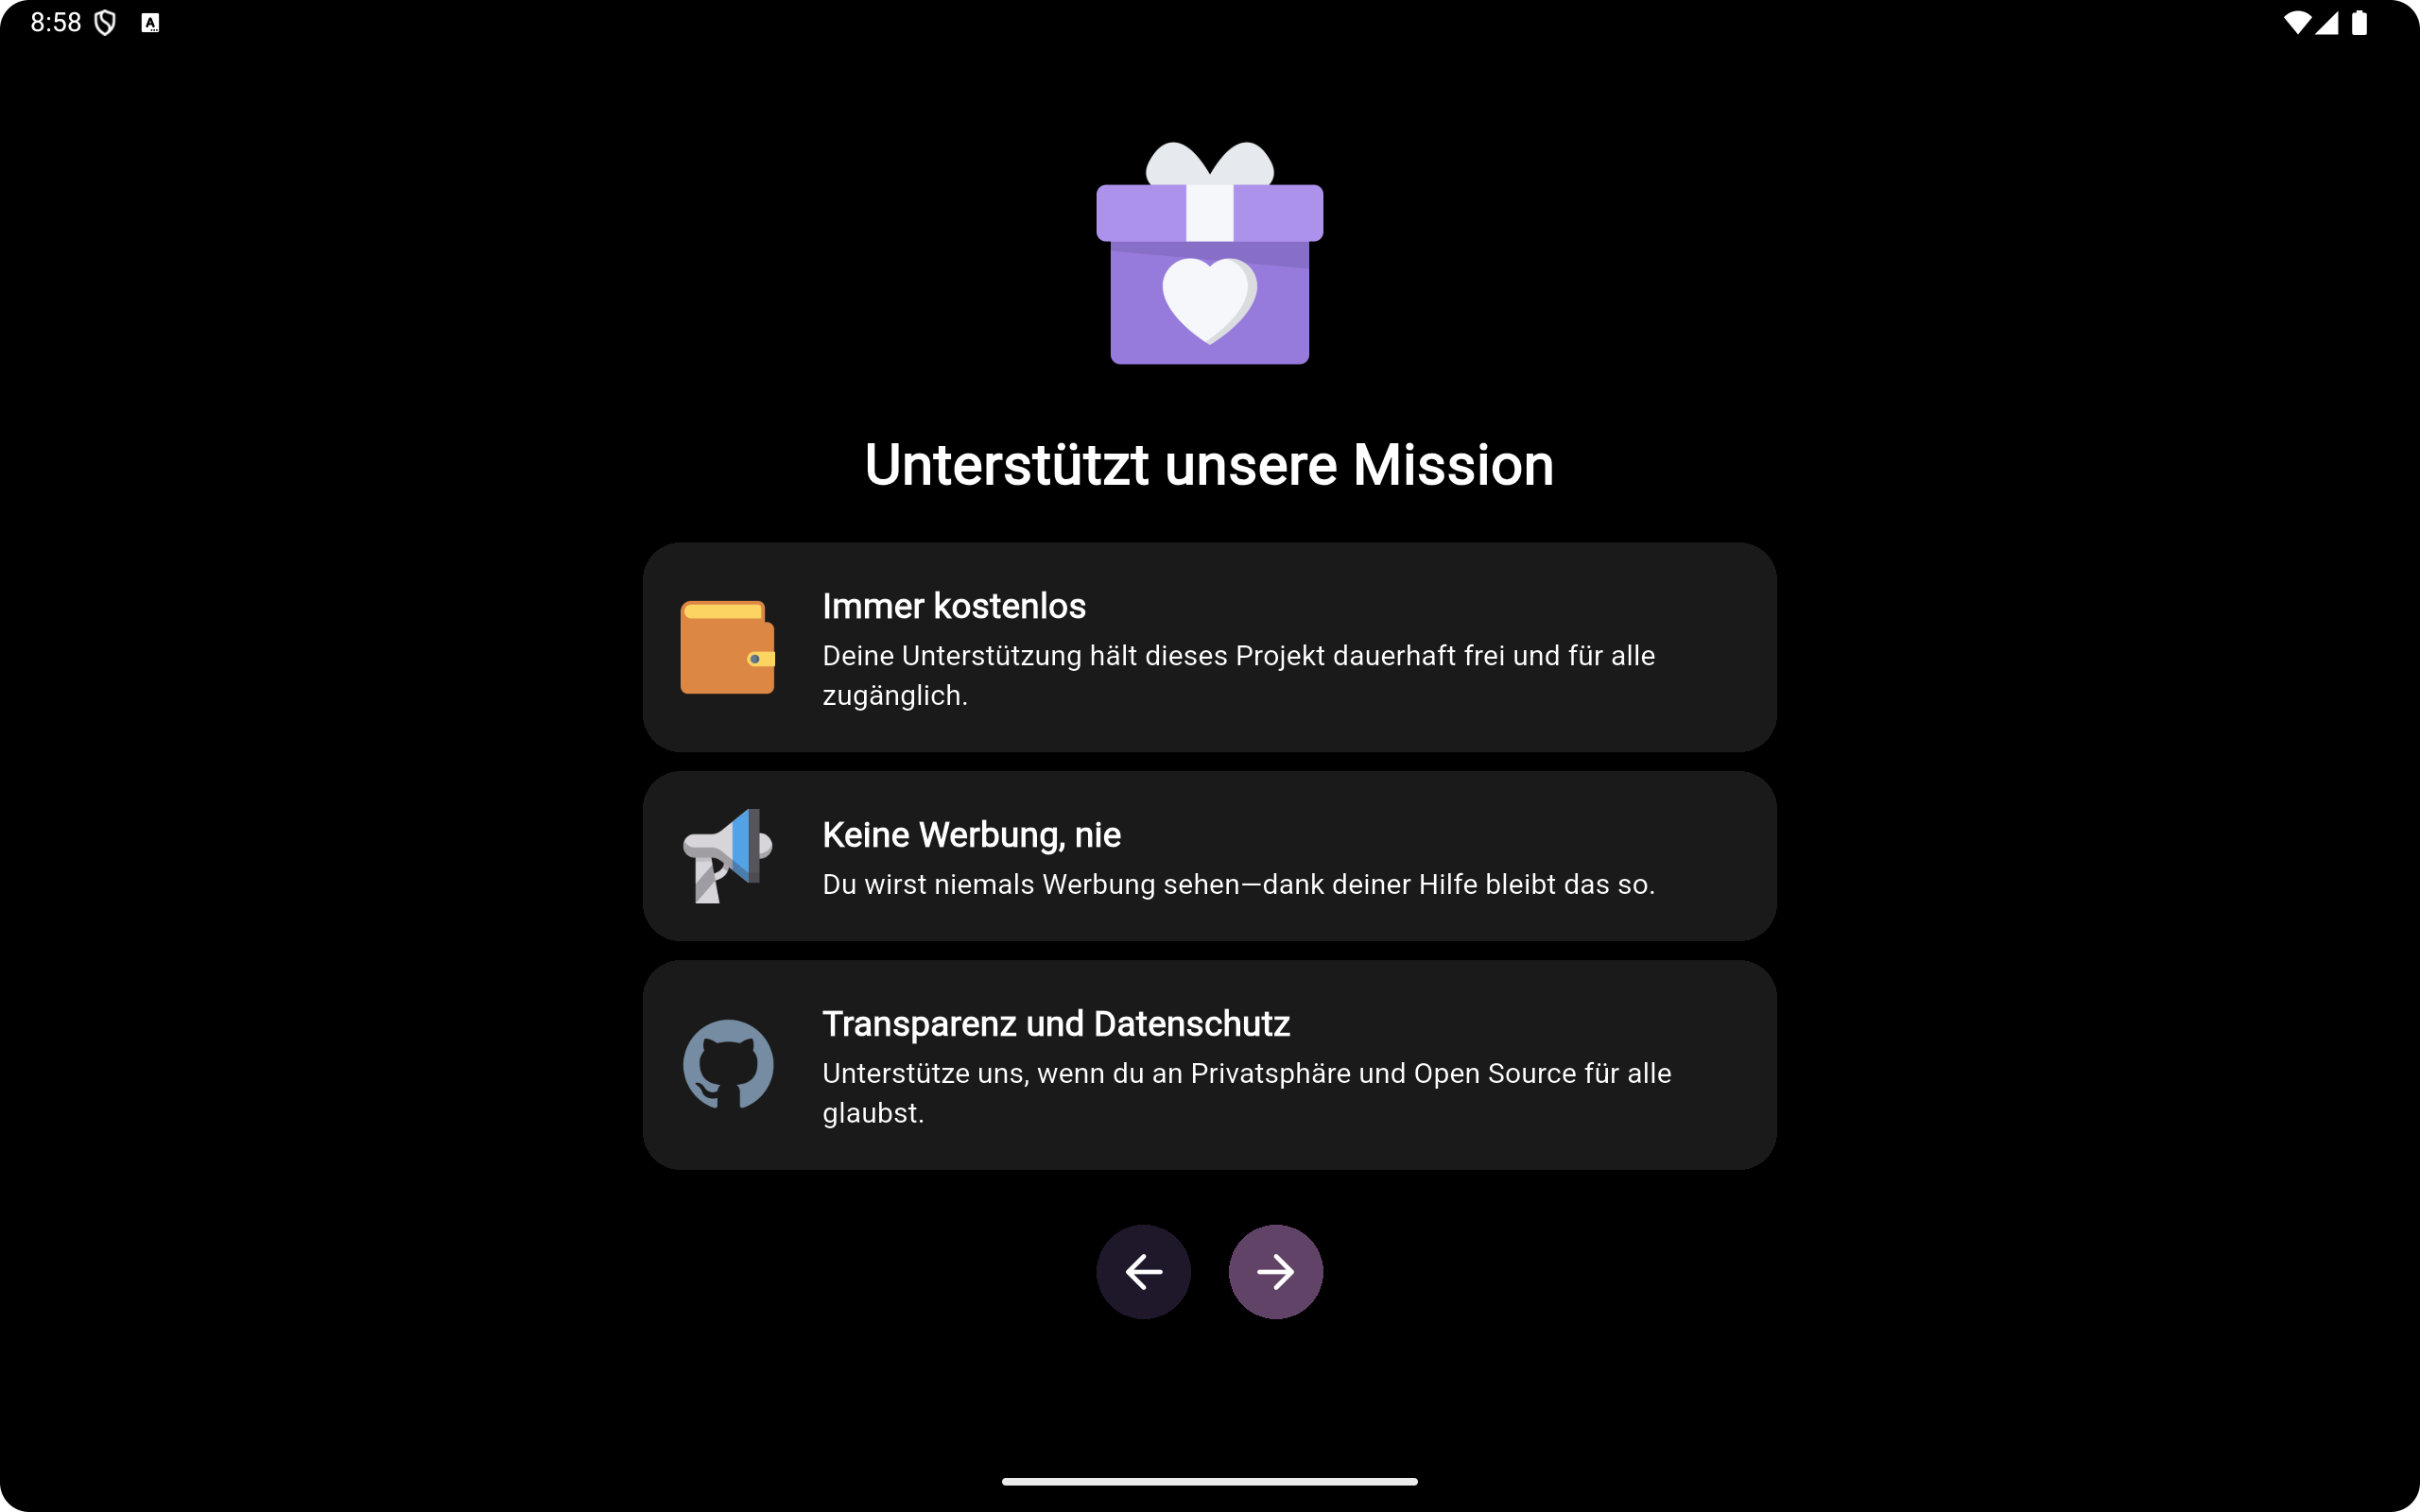 8:58
Unterstützt unsere Mission
Immer kostenlos
Deine Unterstützung hält dieses Projekt dauerhaft frei und für alle
zugänglich.
Keine Werbung, nie
Du wirst niemals Werbung sehen—dank deiner Hilfe bleibt das so.
Transparenz und Datenschutz
Unterstütze uns, wenn du an Privatsphäre und Open Source für alle
glaubst.